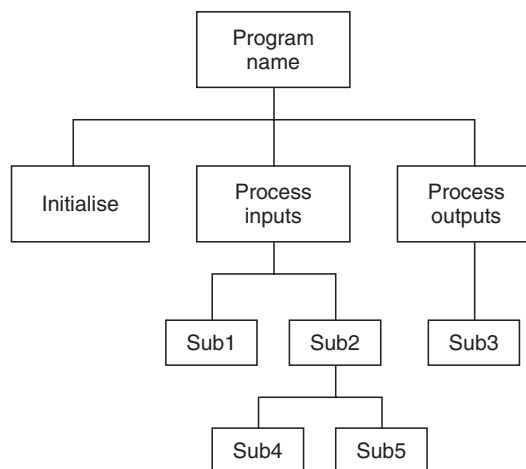 Program
name
Initialise
Process
inputs
Process
outputs
Sub1
Sub2
Sub3
Sub4
Sub5